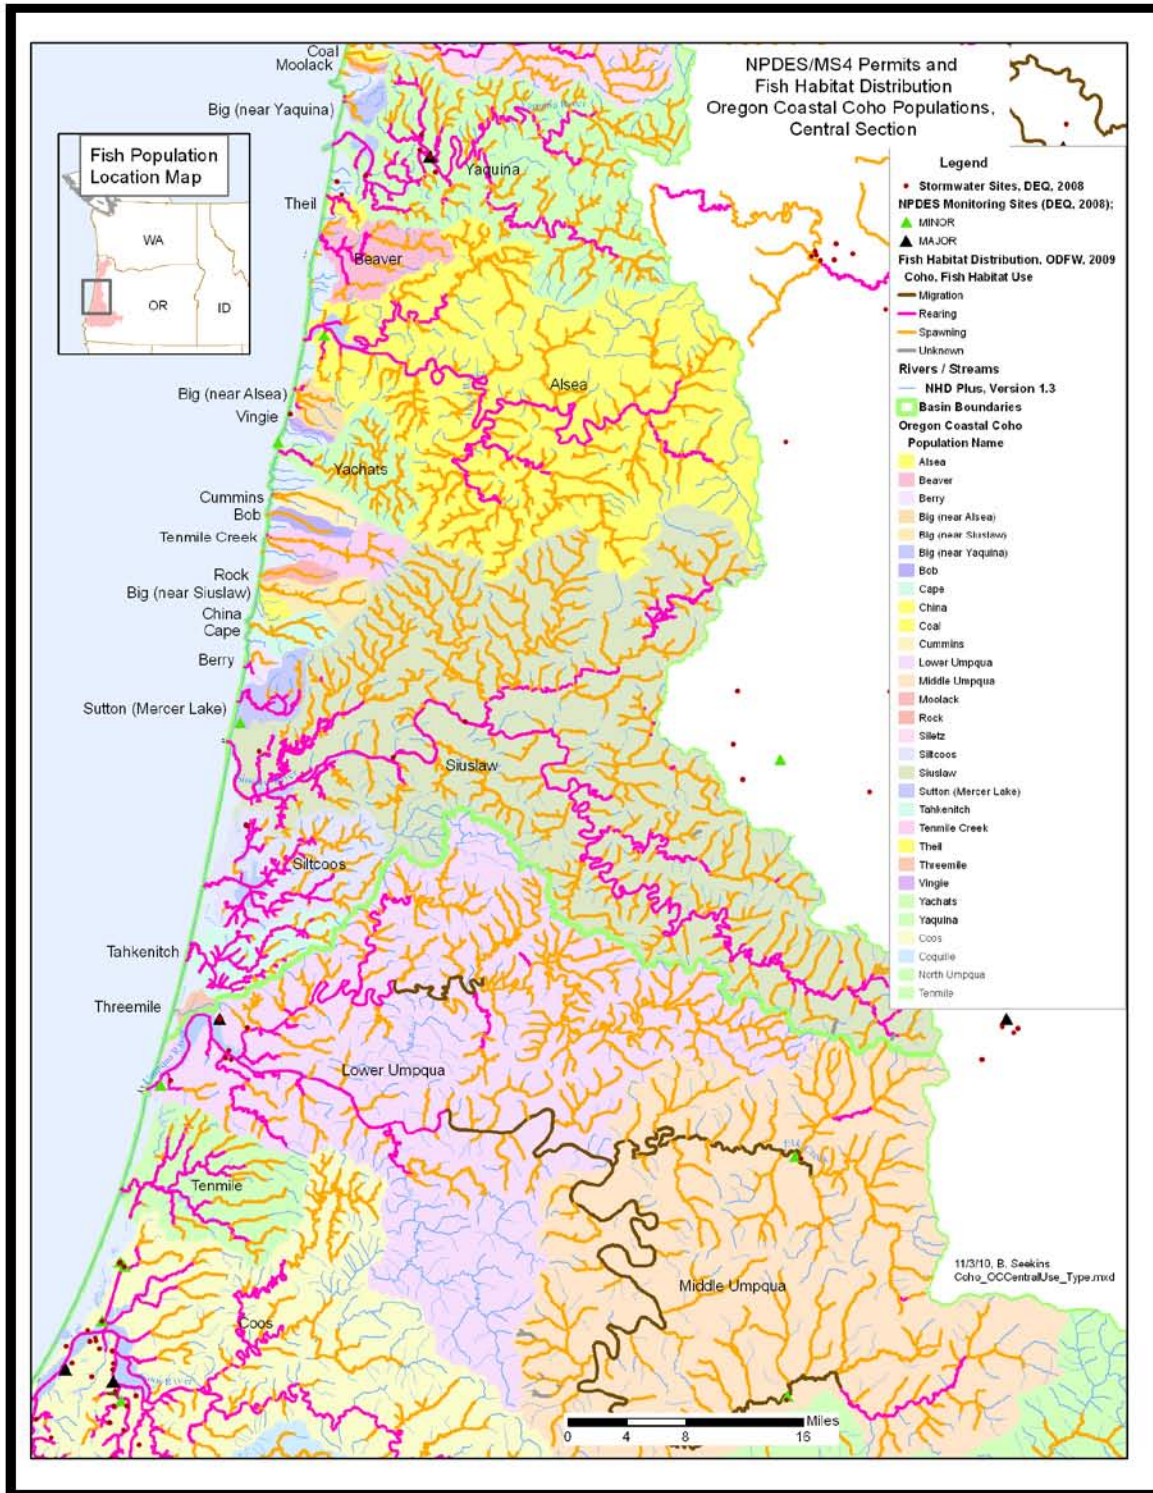 NPDES/MS4 Permits and
Fish Habitat Distribution
Oregon Coastal Coho Populations,
Central Section
Fish Population
Location Map
WA
OR
ID
Coal
Moolack
Big (near Yaquina)
Yaquina
Theil
Beaver
Alsea
Big (near Alsea)
Vingie
Yachats
Cummins
Bob
Tenmile Creek
Rock
Big (near Siuslaw)
China
Cape
Berry
Sutton (Mercer Lake)
Siuslaw
Siltcoos
Tahkenitch
Threemile
Lower Umpqua
Tenmile
Middle Umpqua
Coos
Legend
Stormwater Sites, DEQ, 2008
NPDES Monitoring Sites (DEQ, 2008);
MINOR
MAJOR
Fish Habitat Distribution, ODFW, 2009
Coho, Fish Habitat Use
Migration
Rearing
Spawning
Unknown
Rivers / Streams
NHD Plus, Version 1.3
Basin Boundaries
Oregon Coastal Coho
Population Name
Alsea
Beaver
Berry
Big (near Alsea)
Big (near Siuslaw)
Big (near Yaquina)
Bob
Cape
China
Coal
Cummins
Lower Umpqua
Middle Umpqua
Moolack
Rock
Siletz
Siltcoos
Siuslaw
Sutton (Mercer Lake)
Tahkenitch
Tenmile Creek
Theil
Threemile
Vingie
Yachats
Yaquina
Coos
Coquille
North Umpqua
Tenmile
11/3/10, B. Seekins
Coho_OCCentralUse_Type.mxd
Miles
0 4 8 16